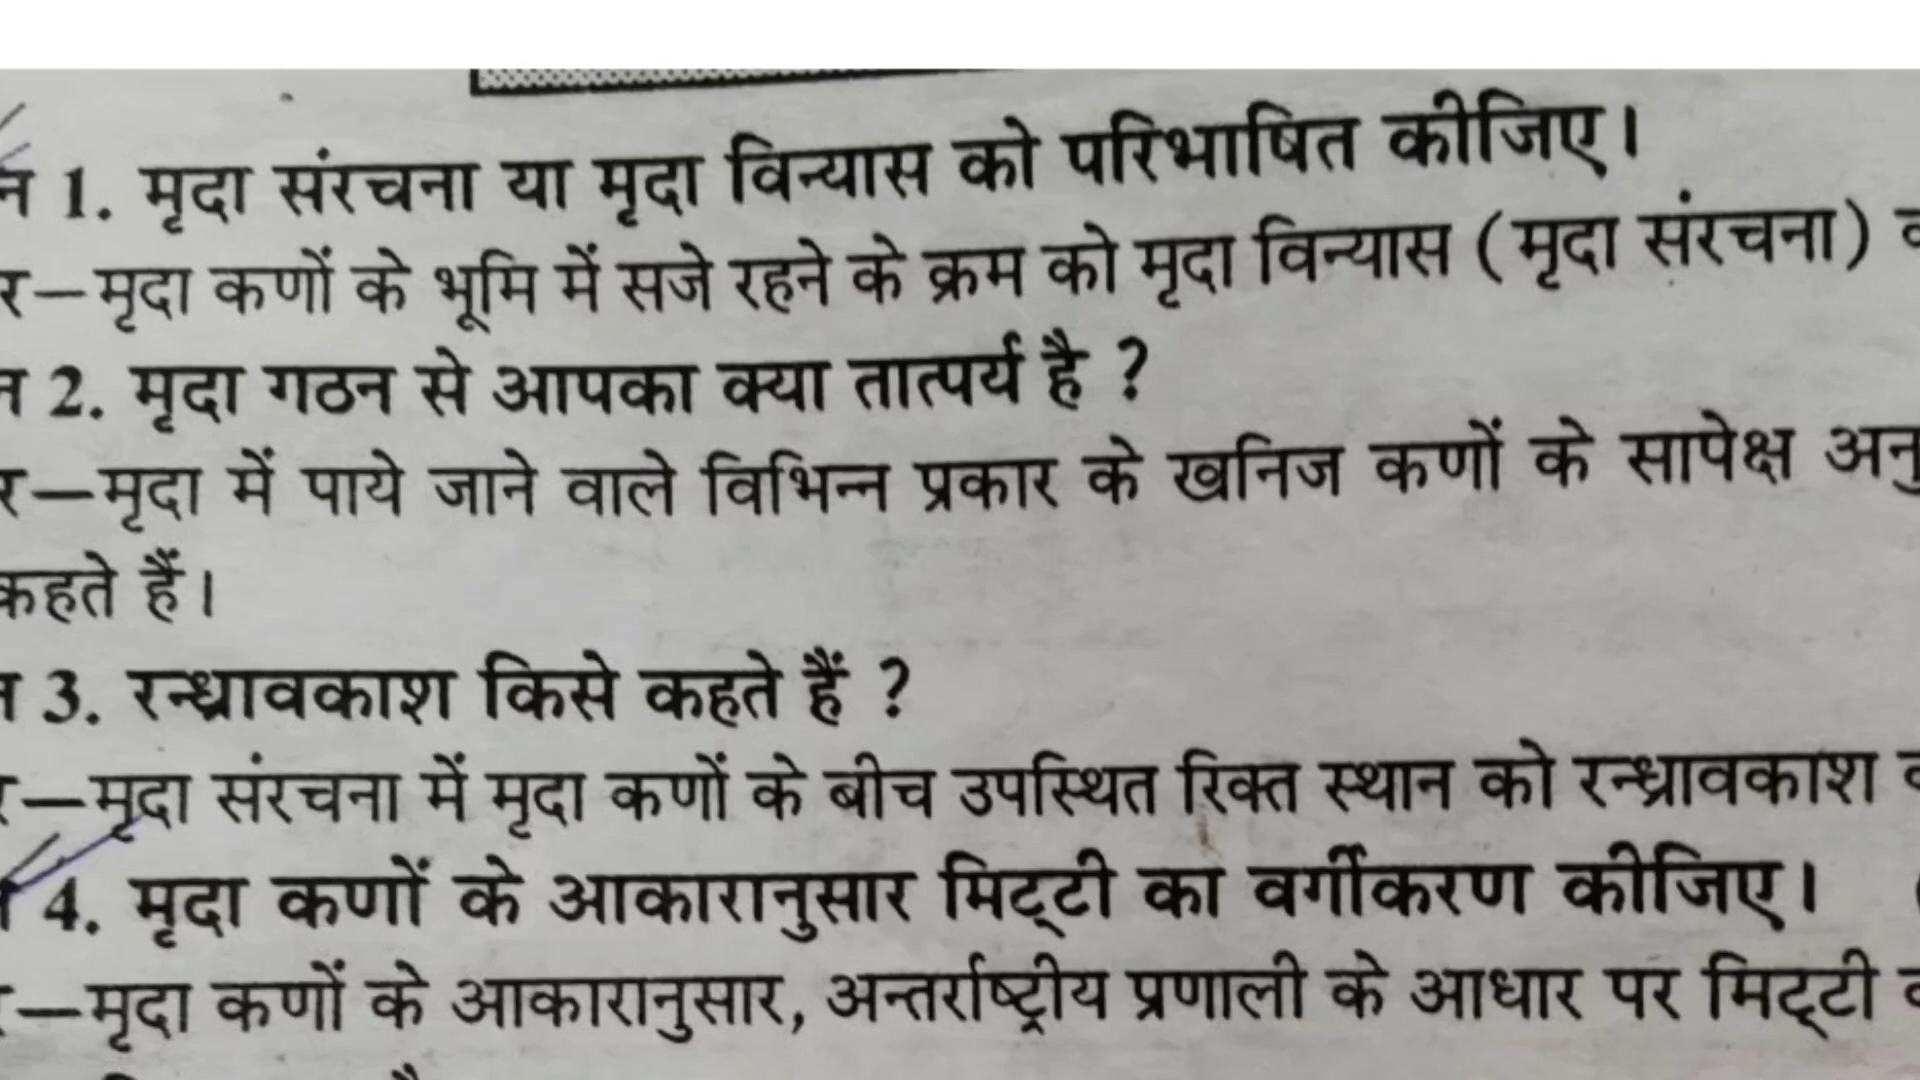 1. मृदा संरचना या मृदा विन्यास को परिभाषित कीजिए।
र—मृदा कणों के भूमि में सजे रहने के क्रम को मृदा विन्यास (मृदा संरचना)
2. मृदा गठन से आपका क्या तात्पर्य है ?
र—मृदा में पाये जाने वाले विभिन्न प्रकार के खनिज कणों के सापेक्ष अनु
कहते हैं।
3. रन्ध्रावकाश किसे कहते हैं ?
र—मृदा संरचना में मृदा कणों के बीच उपस्थित रिक्त स्थान को रन्ध्रावकाश
4. मृदा कणों के आकारानुसार मिट्टी का वर्गीकरण कीजिए।
र—मृदा कणों के आकारानुसार, अन्तर्राष्ट्रीय प्रणाली के आधार पर मिट्टी